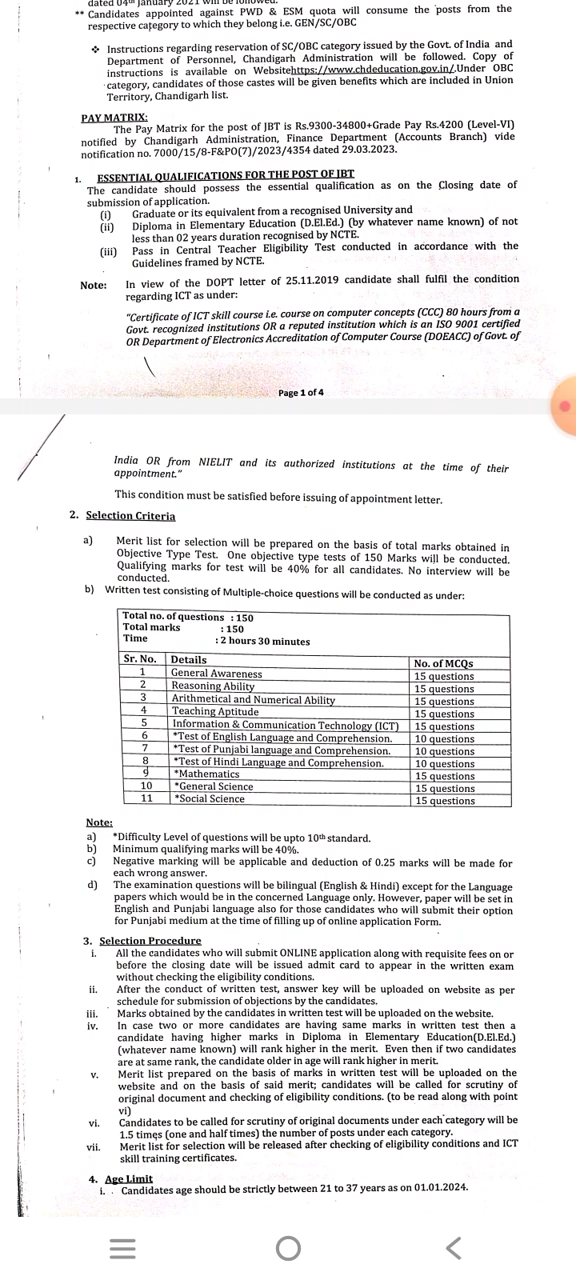 dated 04th January 2021 will be followed.
** Candidates appointed against PWD & ESM quota will consume the posts from the
respective category to which they belong i.e. GEN/SC/OBC
❖ Instructions regarding reservation of SC/OBC category issued by the Govt. of India and
Department of Personnel, Chandigarh Administration will be followed. Copy of
instructions is available on Websitehttps://www.chdeducation.gov.in/.Under OBC
category, candidates of those castes will be given benefits which are included in Union
Territory, Chandigarh list.
PAY MATRIX:
The Pay Matrix for the post of JBT is Rs.9300-34800+Grade Pay Rs.4200 (Level-VI)
notified by Chandigarh Administration, Finance Department (Accounts Branch) vide
notification no. 7000/15/8-F&PO(7)/2023/4354 dated 29.03.2023.
1. ESSENTIAL QUALIFICATIONS FOR THE POST OF JBT
The candidate should possess the essential qualification as on the Closing date of
submission of application.
(i) Graduate or its equivalent from a recognised University and
(ii) Diploma in Elementary Education (D.El.Ed.) (by whatever name known) of not
less than 02 years duration recognised by NCTE.
(iii) Pass in Central Teacher Eligibility Test conducted in accordance with the
Guidelines framed by NCTE.
Note: In view of the DOPT letter of 25.11.2019 candidate shall fulfil the condition
regarding ICT as under:
"Certificate of ICT skill course i.e. course on computer concepts (CCC) 80 hours from a
Govt. recognized institutions OR a reputed institution which is an ISO 9001 certified
OR Department of Electronics Accreditation of Computer Course (DOEACC) of Govt. of
Page 1 of 4
India OR from NIELIT and its authorized institutions at the time of their
appointment."
This condition must be satisfied before issuing of appointment letter.
2. Selection Criteria
a) Merit list for selection will be prepared on the basis of total marks obtained in
Objective Type Test. One objective type tests of 150 Marks will be conducted.
Qualifying marks for test will be 40% for all candidates. No interview will be
conducted.
b) Written test consisting of Multiple-choice questions will be conducted as under:
Total no. of questions : 150
Total marks : 150
Time : 2 hours 30 minutes
Sr. No. Details No. of MCQs
1 General Awareness 15 questions
2 Reasoning Ability 15 questions
3 Arithmetical and Numerical Ability 15 questions
4 Teaching Aptitude 15 questions
5 Information & Communication Technology (ICT) 15 questions
6 *Test of English Language and Comprehension. 10 questions
7 *Test of Punjabi language and Comprehension. 10 questions
8 *Test of Hindi Language and Comprehension. 10 questions
9 *Mathematics 15 questions
10 *General Science 15 questions
11 *Social Science 15 questions
Note:
a) *Difficulty Level of questions will be upto 10th standard.
b) Minimum qualifying marks will be 40%.
c) Negative marking will be applicable and deduction of 0.25 marks will be made for
each wrong answer.
d) The examination questions will be bilingual (English & Hindi) except for the Language
papers which would be in the concerned Language only. However, paper will be set in
English and Punjabi language also for those candidates who will submit their option
for Punjabi medium at the time of filling up of online application Form.
3. Selection Procedure
i. All the candidates who will submit ONLINE application along with requisite fees on or
before the closing date will be issued admit card to appear in the written exam
without checking the eligibility conditions.
ii. After the conduct of written test, answer key will be uploaded on website as per
schedule for submission of objections by the candidates.
iii. Marks obtained by the candidates in written test will be uploaded on the website.
iv. In case two or more candidates are having same marks in written test then a
candidate having higher marks in Diploma in Elementary Education(D.El.Ed.)
(whatever name known) will rank higher in the merit. Even then if two candidates
are at same rank, the candidate older in age will rank higher in merit.
v. Merit list prepared on the basis of marks in written test will be uploaded on the
website and on the basis of said merit; candidates will be called for scrutiny of
original document and checking of eligibility conditions. (to be read along with point
vi)
vi. Candidates to be called for scrutiny of original documents under each category will be
1.5 times (one and half times) the number of posts under each category.
vii. Merit list for selection will be released after checking of eligibility conditions and ICT
skill training certificates.
4. Age Limit
i. Candidates age should be strictly between 21 to 37 years as on 01.01.2024.